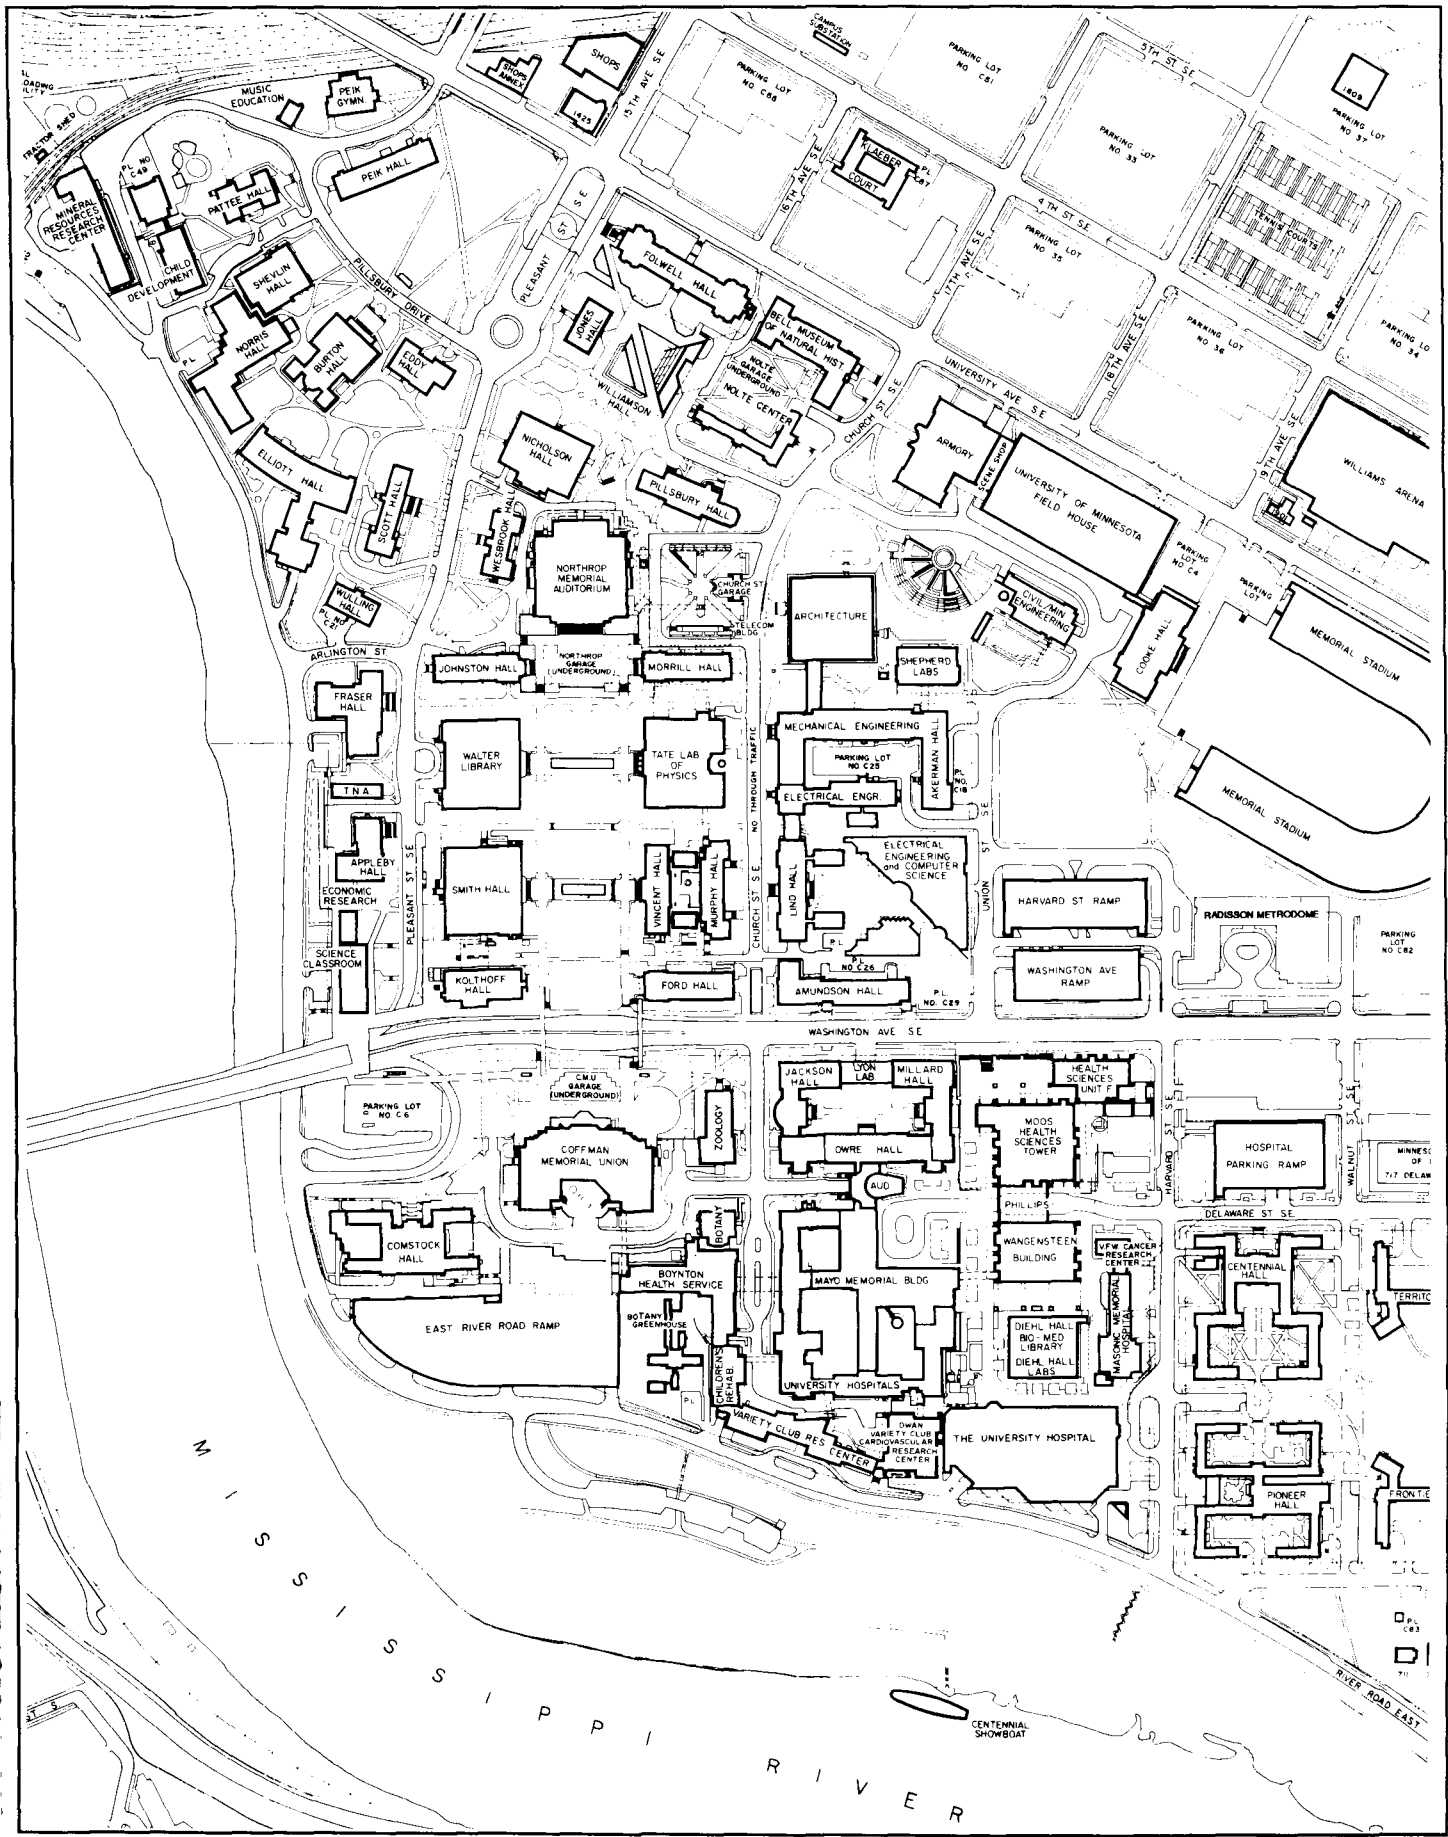 CAMPUS
SUBSTATION
5TH ST SE
PARKING LOT
NO C81
SHOPS
SHOPS
ANNEX
1425
15TH AVE SE
PARKING LOT
NO. C86
1809
PARKING LOT
NO 37
MUSIC
EDUCATION
PEIK
GYMN.
TRACTOR SHED
PARKING LOT
NO 33
PL NO
C49
PEIK HALL
PATTEE HALL
16TH AVE SE
KLAEBER
COURT
PL
C87
4TH ST SE
MINERAL
RESOURCES
RESEARCH
CENTER
CHILD
DEVELOPMENT
TENNIS COURTS
PARKING LOT
NO 35
17TH AVE SE
PLEASANT ST SE
FOLWELL HALL
SHEVLIN
HALL
PILLSBURY DRIVE
NORRIS
HALL
P L
BURTON
HALL
EDDY
HALL
JONES
HALL
BELL MUSEUM
OF NATURAL HIST.
NOLTE
GARAGE
UNDERGROUND
NOLTE CENTER
WILLIAMSON
HALL
CHURCH ST SE
UNIVERSITY AVE SE
18TH AVE SE
PARKING LOT
NO 36
PARKING LO
NO 34
ELLIOTT HALL
SCOTT HALL
NICHOLSON
HALL
WESBROOK HALL
PILLSBURY HALL
ARMORY
SCENE SHOP
UNIVERSITY OF MINNESOTA
FIELD HOUSE
19TH AVE SE
WILLIAMS ARENA
PARKING
LOT
NO C4
PARKING
LOT
WULLING
HALL
PL NO
C21
NORTHROP
MEMORIAL
AUDITORIUM
CHURCH ST
GARAGE
TELECOM
BLDG
ARCHITECTURE
CIVIL/MIN
ENGINEERING
COOKE HALL
MEMORIAL STADIUM
ARLINGTON ST
JOHNSTON HALL
NORTHROP
GARAGE
(UNDERGROUND)
MORRILL HALL
SHEPHERD
LABS
FRASER
HALL
WALTER
LIBRARY
TATE LAB
OF
PHYSICS
NO THROUGH TRAFFIC
MECHANICAL ENGINEERING
PARKING LOT
NO C25
AKERMAN HALL
PL
NO.
C18
ELECTRICAL ENGR.
T N A
MEMORIAL STADIUM
APPLEBY
HALL
PLEASANT ST SE
SMITH HALL
VINCENT HALL
MURPHY HALL
CHURCH ST SE
LIND HALL
ELECTRICAL
ENGINEERING
and COMPUTER
SCIENCE
UNION ST SE
HARVARD ST RAMP
RADISSON METRODOME
ECONOMIC
RESEARCH
SCIENCE
CLASSROOM
P L
PARKING
LOT
NO C82
KOLTHOFF
HALL
FORD HALL
P.L.
NO C26
AMUNDSON HALL
P.L.
NO. C29
WASHINGTON AVE
RAMP
WASHINGTON AVE SE
C.M.U
GARAGE
(UNDERGROUND)
PARKING LOT
NO C6
JACKSON
HALL
LYON
LAB
MILLARD
HALL
HEALTH
SCIENCES
UNIT F
COFFMAN
MEMORIAL UNION
ZOOLOGY
OWRE HALL
MOOS
HEALTH
SCIENCES
TOWER
HARVARD ST SE
HOSPITAL
PARKING RAMP
WALNUT ST SE
717 DELAW
AUD
PHILLIPS
WANGENSTEEN
BUILDING
DELAWARE ST SE
COMSTOCK
HALL
BOTANY
V.F.W. CANCER
RESEARCH
CENTER
CENTENNIAL
HALL
BOYNTON
HEALTH SERVICE
MAYO MEMORIAL BLDG
MASONIC MEMORIAL
HOSPITAL
TERRITO
EAST RIVER ROAD RAMP
BOTANY
GREENHOUSE
DIEHL HALL
BIO-MED
LIBRARY
DIEHL HALL
LABS
CHILDREN'S
REHAB.
UNIVERSITY HOSPITALS
P L
VARIETY CLUB RES CENTER
DWAN
VARIETY CLUB
CARDIOVASCULAR
RESEARCH
CENTER
THE UNIVERSITY HOSPITAL
PIONEER
HALL
FRONTIE
PL
C83
RIVER ROAD EAST
CENTENNIAL
SHOWBOAT
MISSISSIPPI RIVER